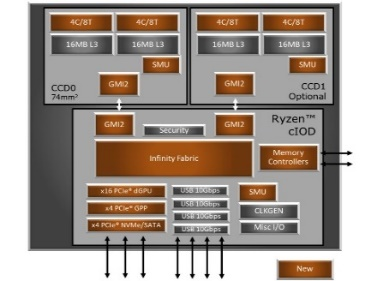 4C/8T 4C/8T 4C/8T 4C/8T
16MB L3 16MB L3 16MB L3 16MB L3
SMU SMU
GMI2 GMI2
CCD0
74mm²
CCD1
Optional
GMI2 GMI2
Security
Ryzen™
cIOD
Infinity Fabric
Memory
Controllers
x16 PCIe® dGPU
x4 PCIe® GPP
x4 PCIe® NVMe/SATA
USB 10Gbps
USB 10Gbps
USB 10Gbps
USB 10Gbps
SMU
CLKGEN
Misc I/O
New